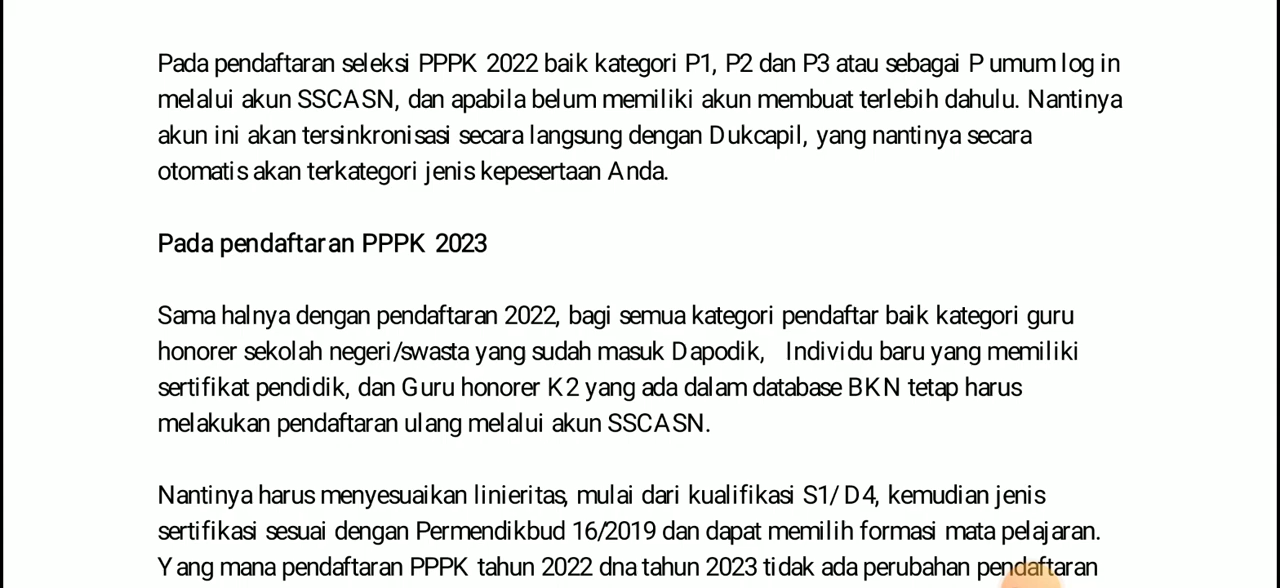 Pada pendaftaran seleksi PPPK 2022 baik kategori P1, P2 dan P3 atau sebagai P umum log in
melalui akun SSCASN, dan apabila belum memiliki akun membuat terlebih dahulu. Nantinya
akun ini akan tersinkronisasi secara langsung dengan Dukcapil, yang nantinya secara
otomatis akan terkategori jenis kepesertaan Anda.
Pada pendaftaran PPPK 2023
Sama halnya dengan pendaftaran 2022, bagi semua kategori pendaftar baik kategori guru
honorer sekolah negeri/swasta yang sudah masuk Dapodik, Individu baru yang memiliki
sertifikat pendidik, dan Guru honorer K2 yang ada dalam database BKN tetap harus
melakukan pendaftaran ulang melalui akun SSCASN.
Nantinya harus menyesuaikan linieritas, mulai dari kualifikasi S1/D4, kemudian jenis
sertifikasi sesuai dengan Permendikbud 16/2019 dan dapat memilih formasi mata pelajaran.
Yang mana pendaftaran PPPK tahun 2022 dna tahun 2023 tidak ada perubahan pendaftaran